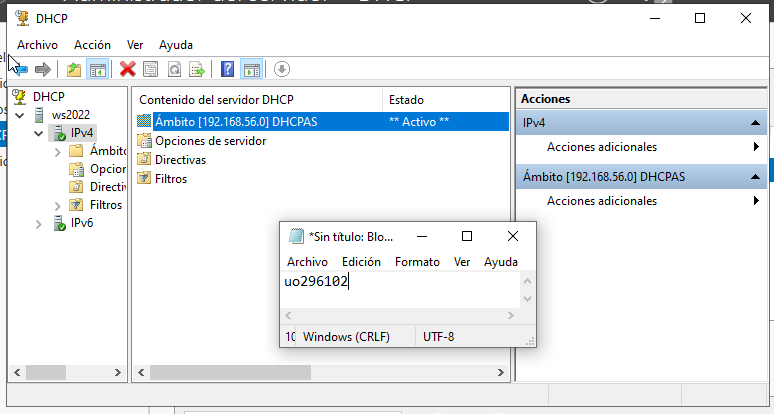 DHCP
Archivo Acción Ver Ayuda
DHCP
ws2022
IPv4
Ámbito
Opcion
Directiv
Filtros
IPv6
Contenido del servidor DHCP Estado
Ámbito [192.168.56.0] DHCPAS ** Activo **
Opciones de servidor
Directivas
Filtros
Acciones
IPv4
Acciones adicionales
Ámbito [192.168.56.0] DHCPAS
Acciones adicionales
*Sin título: Blo...
Archivo Edición Formato Ver Ayuda
uo296102
10 Windows (CRLF) UTF-8